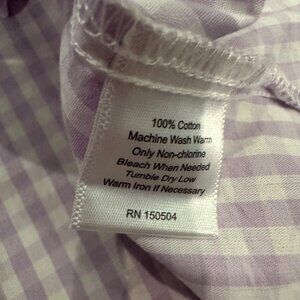 100% Cotton
Machine Wash Warm
Only Non-chlorine
Bleach When Needed
Tumble Dry Low
Warm Iron If Necessary
RN 150504